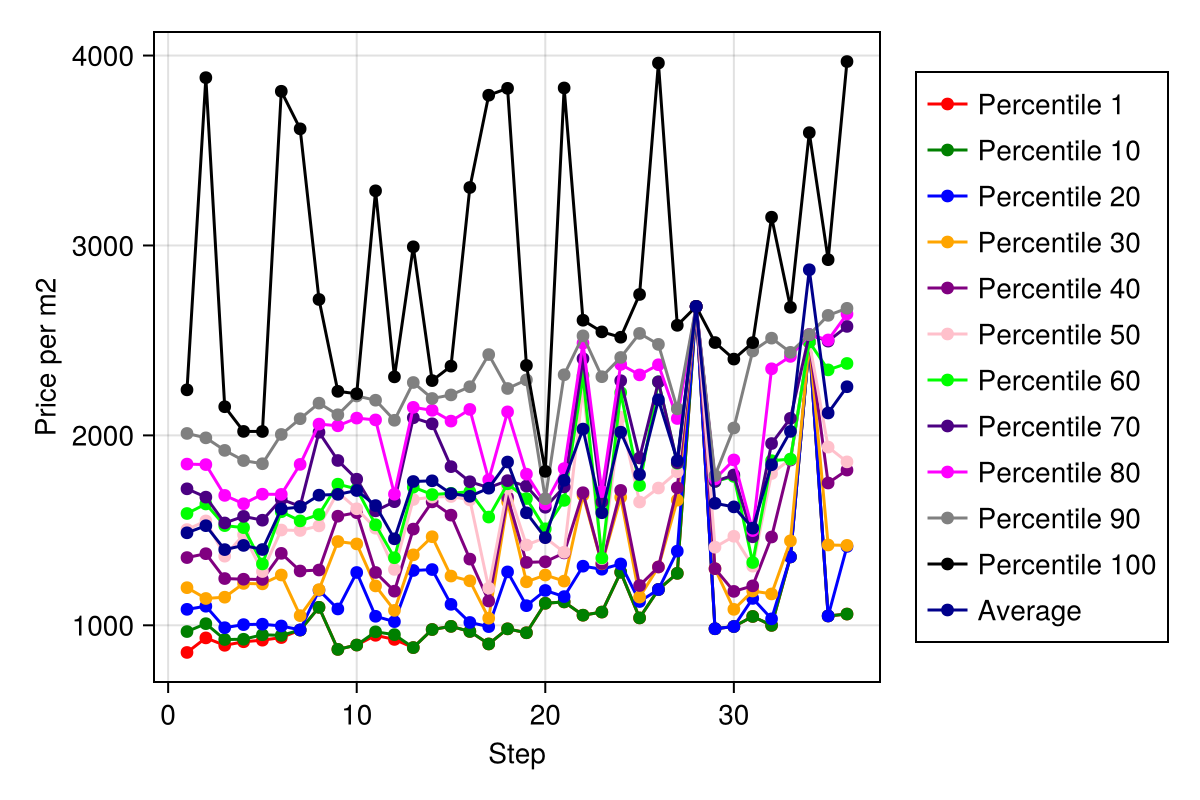 4000
3000
2000
1000
Price per m2
0 10 20 30
Step
Percentile 1
Percentile 10
Percentile 20
Percentile 30
Percentile 40
Percentile 50
Percentile 60
Percentile 70
Percentile 80
Percentile 90
Percentile 100
Average